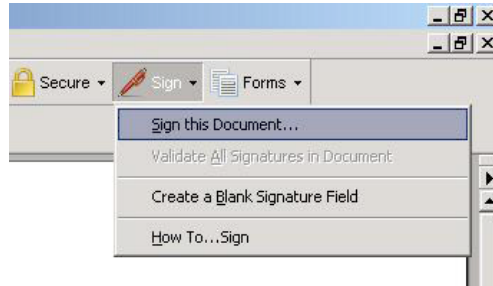 Secure Sign Forms
Sign this Document...
Validate All Signatures in Document
Create a Blank Signature Field
How To...Sign